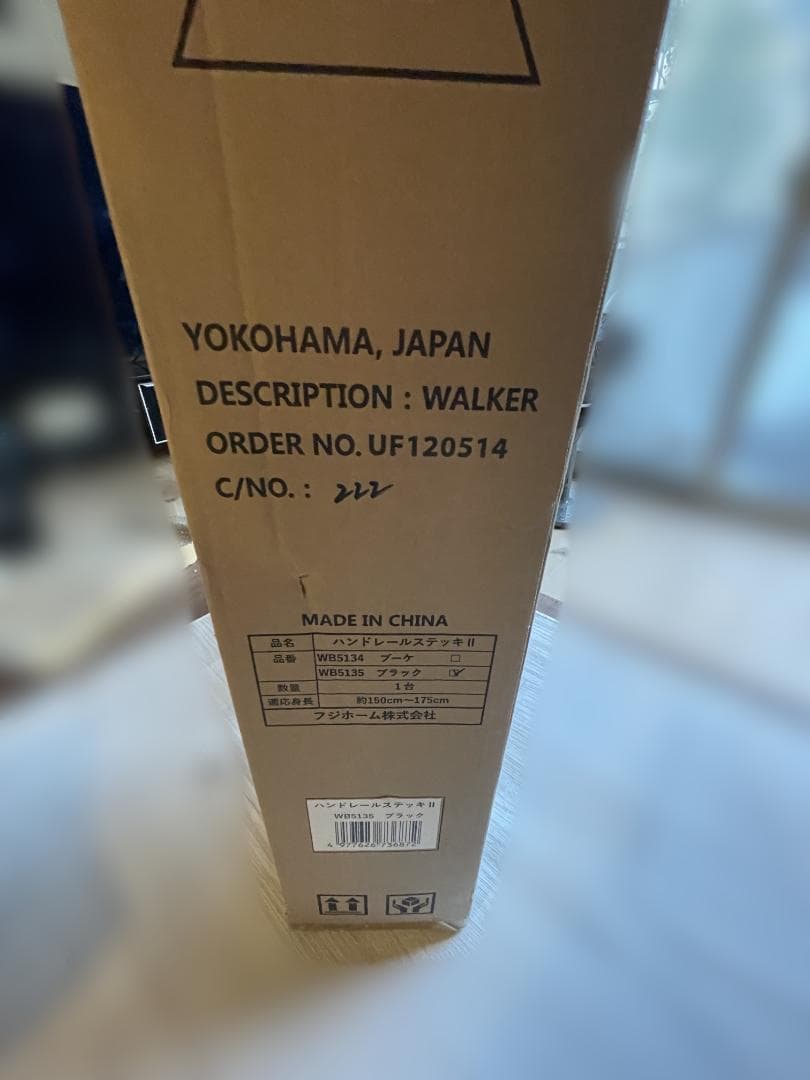 YOKOHAMA, JAPAN
DESCRIPTION : WALKER
ORDER NO. UF120514
C/NO. : 222
MADE IN CHINA
品名 ハンドレールステッキⅡ
品番 WB5134 ブーケ □
WB5135 ブラック ☑
数量 1台
適応身長 約150cm〜175cm
フジホーム株式会社
ハンドレールステッキⅡ
WB5135 ブラック
4 977626 736872